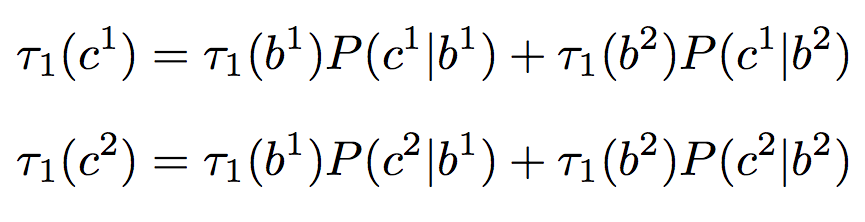 τ₁(c¹) = τ₁(b¹)P(c¹|b¹) + τ₁(b²)P(c¹|b²)
τ₁(c²) = τ₁(b¹)P(c²|b¹) + τ₁(b²)P(c²|b²)